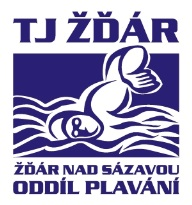 TJ ŽĎÁR
ŽĎÁR NAD SÁZAVOU
ODDÍL PLAVÁNÍ